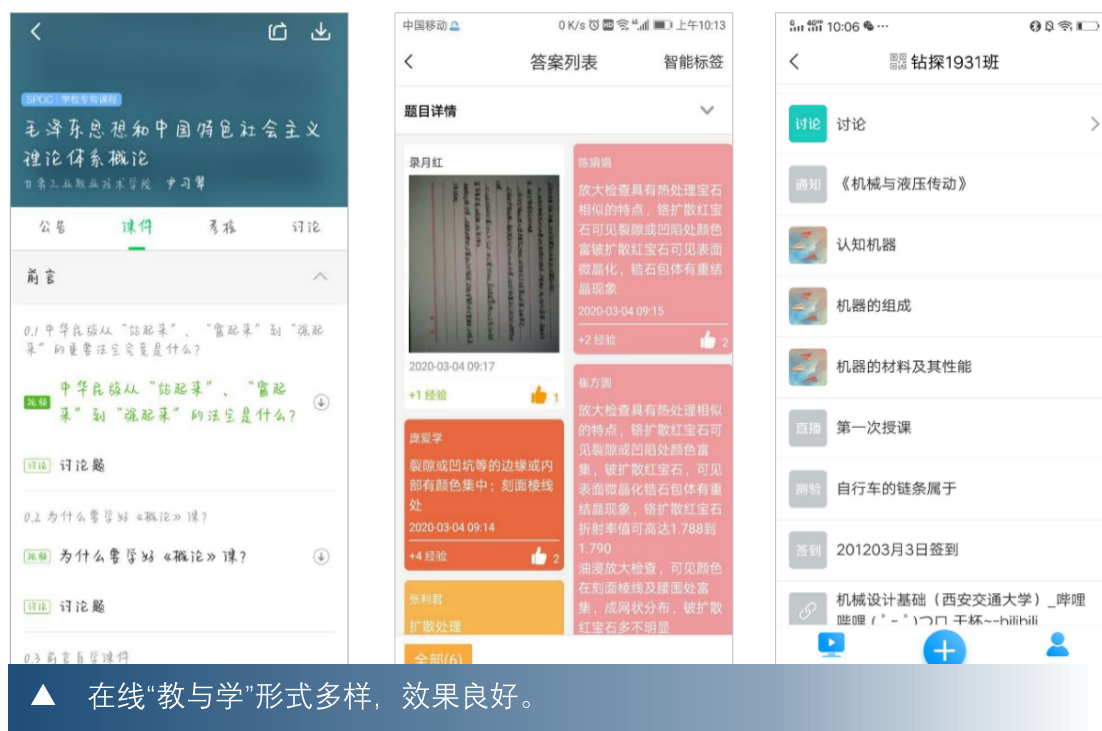 SPOC | 学校专有课程
毛泽东思想和中国特色社会主义
理论体系概论
甘肃工业职业技术学院 尹习翠
公告 课件 考核 讨论
前言
0.1 中华民族从“站起来”、“富起来”到“强起
来”的重要法宝究竟是什么?
视频
中华民族从“站起来”、“富起
来”到“强起来”的法宝是什么?
讨论 讨论题
0.2 为什么要学好《概论》课?
视频 为什么要学好《概论》课?
讨论 讨论题
0.3 前言自学课件
中国移动 0 K/s HD 上午10:13
答案列表 智能标签
题目详情
录月红
2020-03-04 09:17
+1 经验 1
庞爱学
裂隙或凹坑等的边缘或内
部有颜色集中；刻面棱线
处
2020-03-04 09:14
+4 经验 2
张利君
扩散处理
全部(6)
陈娟娟
放大检查具有热处理宝石
相似的特点，铬扩散红宝
石可见裂隙或凹陷处颜色
富铍扩散红宝石可见表面
微晶化，锆石包体有重结
晶现象
2020-03-04 09:15
+2 经验 2
崔方圆
放大检查具有热处理相似
的特点，铬扩散红宝石可
见裂隙或凹陷处颜色富
集，铍扩散红宝石，可见
表面微晶化锆石包体有重
结晶现象，铬扩散红宝石
折射率值可高达1.788到
1.790
油浸放大检查，可见颜色
在刻面棱线及腰围处富
集，成网状分布，铍扩散
红宝石多不明显
10:06
钻探1931班
讨论 讨论
通知 《机械与液压传动》
认知机器
机器的组成
机器的材料及其性能
直播 第一次授课
测验 自行车的链条属于
签到 201203月3日签到
机械设计基础（西安交通大学）_哔哩
哔哩 (゜-゜)つロ 干杯~-bilibili
▲ 在线“教与学”形式多样，效果良好。